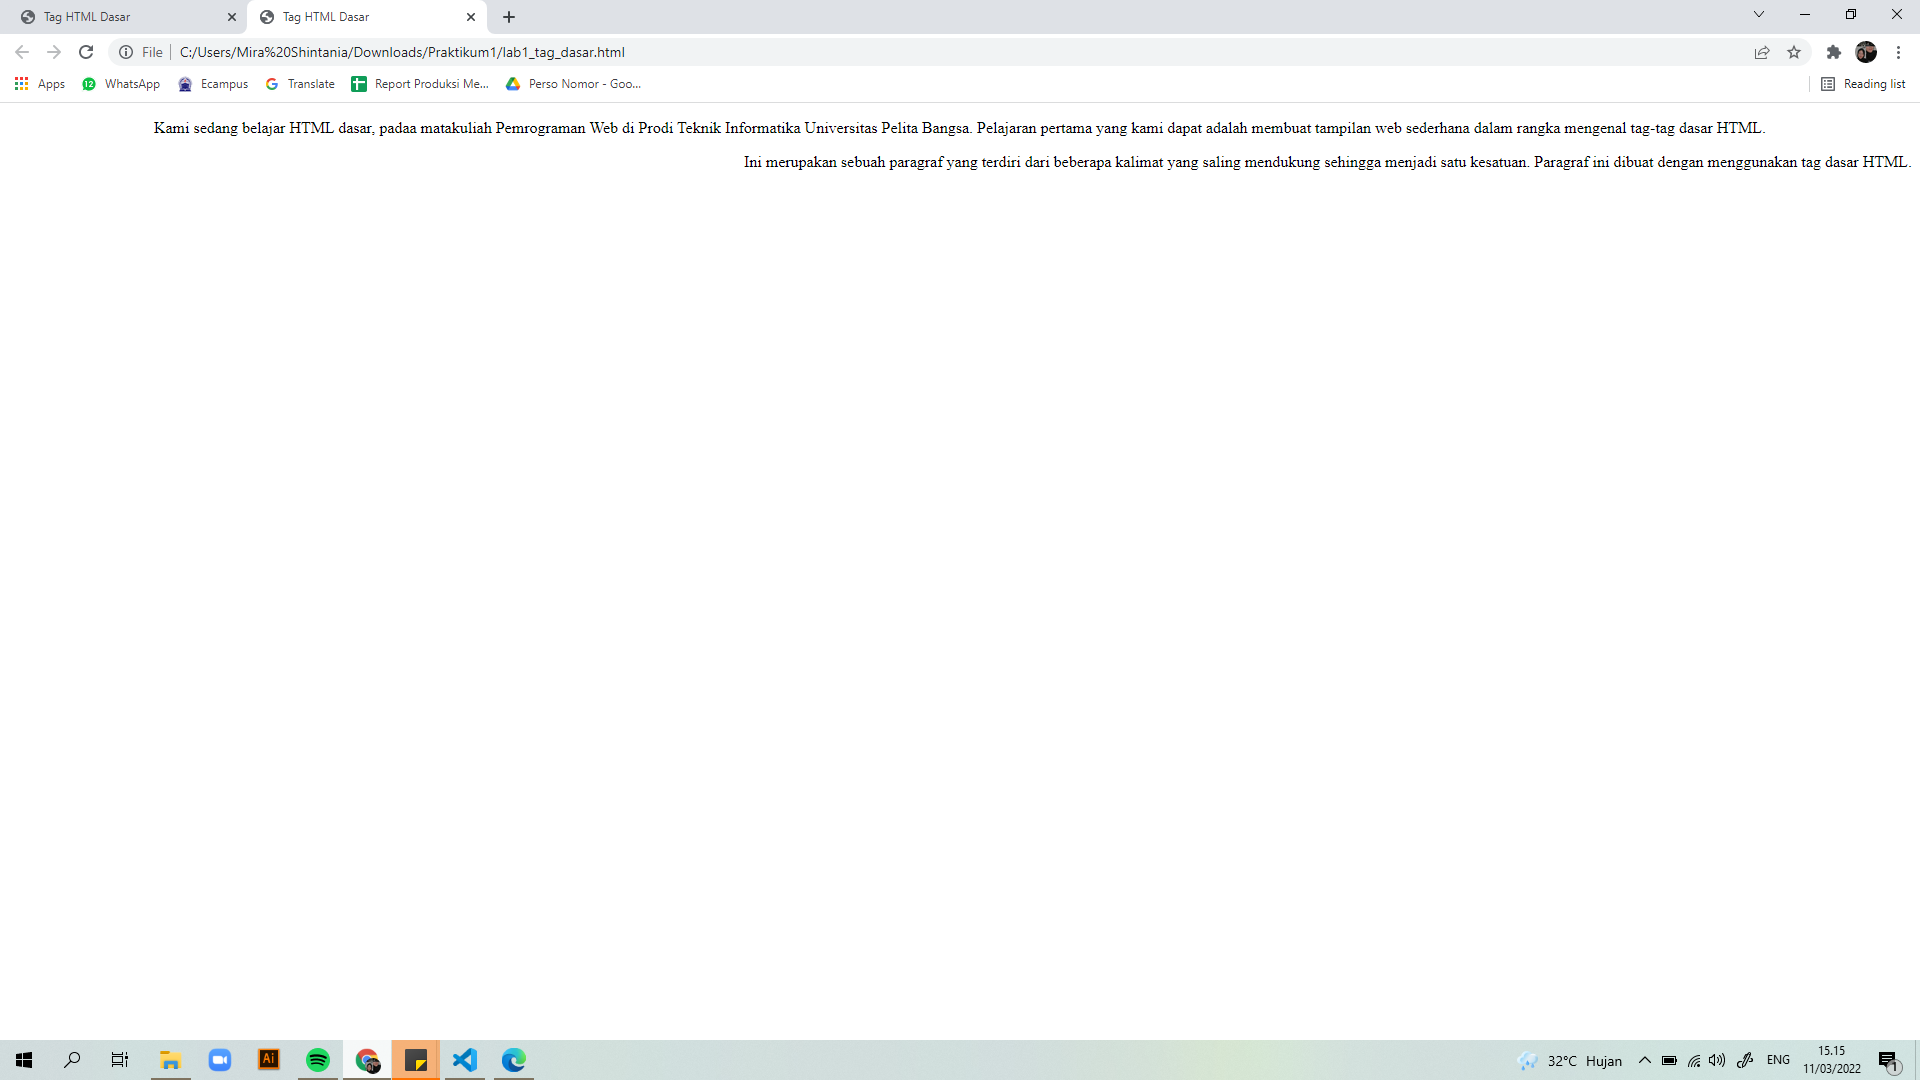 Tag HTML Dasar
Tag HTML Dasar
File C:/Users/Mira%20Shintania/Downloads/Praktikum1/lab1_tag_dasar.html
Apps 12 WhatsApp Ecampus Translate Report Produksi Me... Perso Nomor - Goo... Reading list
Kami sedang belajar HTML dasar, padaa matakuliah Pemrograman Web di Prodi Teknik Informatika Universitas Pelita Bangsa. Pelajaran pertama yang kami dapat adalah membuat tampilan web sederhana dalam rangka mengenal tag-tag dasar HTML.
Ini merupakan sebuah paragraf yang terdiri dari beberapa kalimat yang saling mendukung sehingga menjadi satu kesatuan. Paragraf ini dibuat dengan menggunakan tag dasar HTML.
Ai
32°C Hujan
ENG
15.15
11/03/2022
1